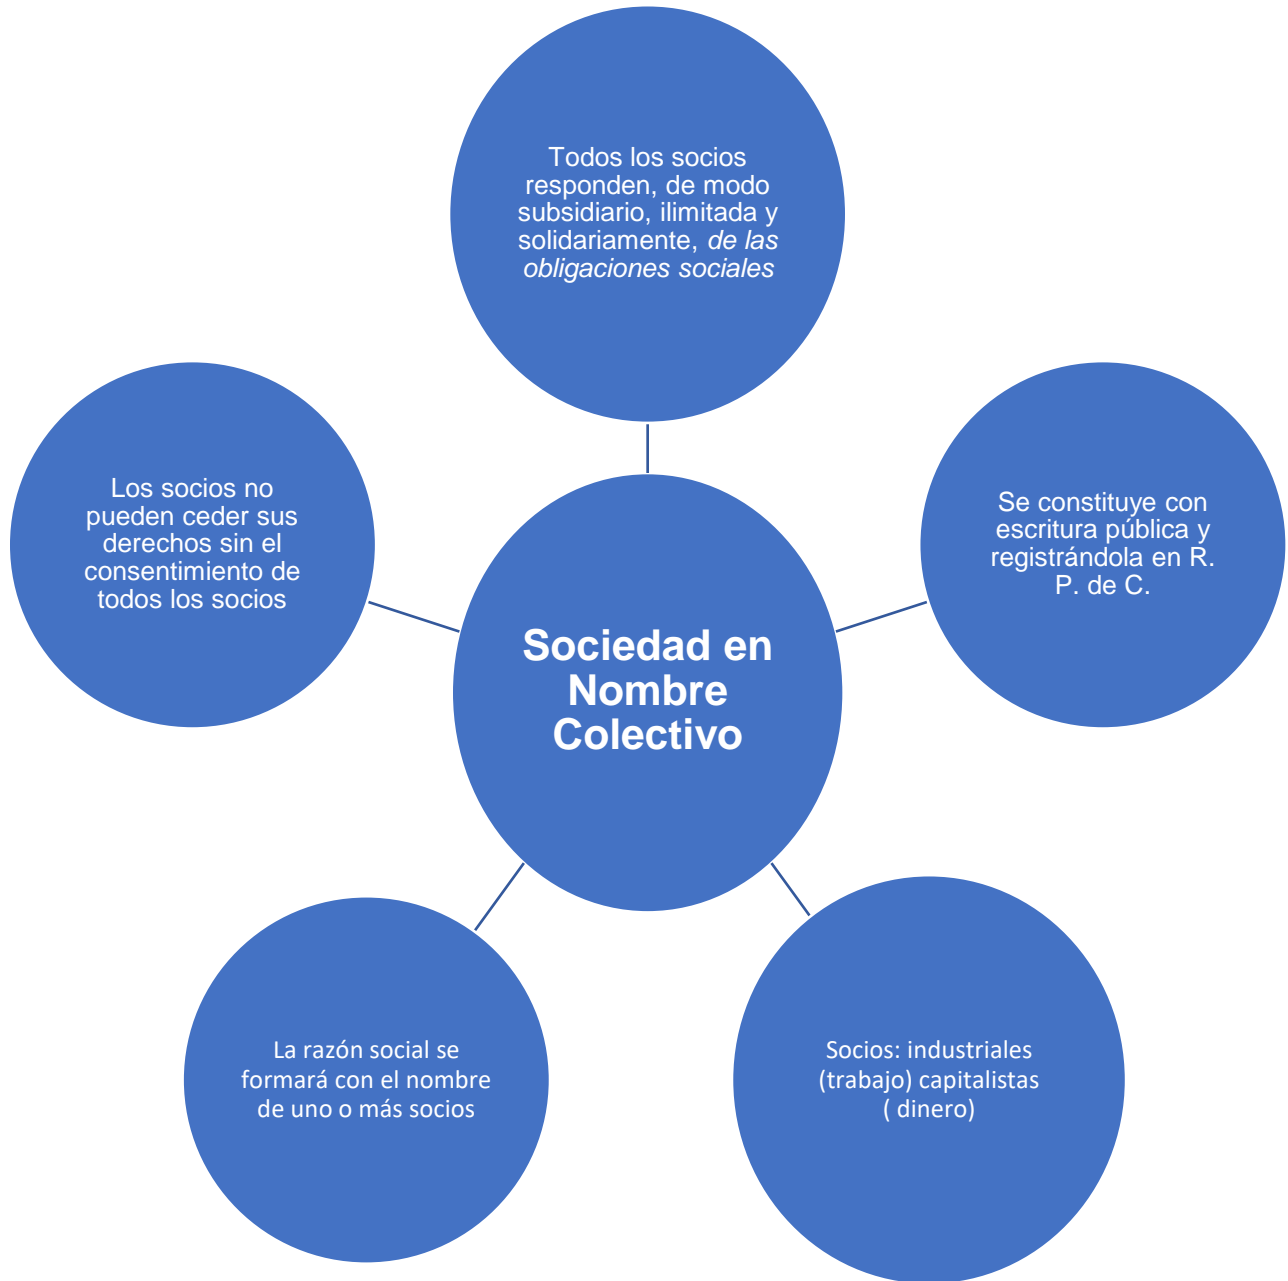 Todos los socios
responden, de modo
subsidiario, ilimitada y
solidariamente, de las
obligaciones sociales
Los socios no
pueden ceder sus
derechos sin el
consentimiento de
todos los socios
Se constituye con
escritura pública y
registrándola en R.
P. de C.
Sociedad en
Nombre
Colectivo
La razón social se
formará con el nombre
de uno o más socios
Socios: industriales
(trabajo) capitalistas
( dinero)